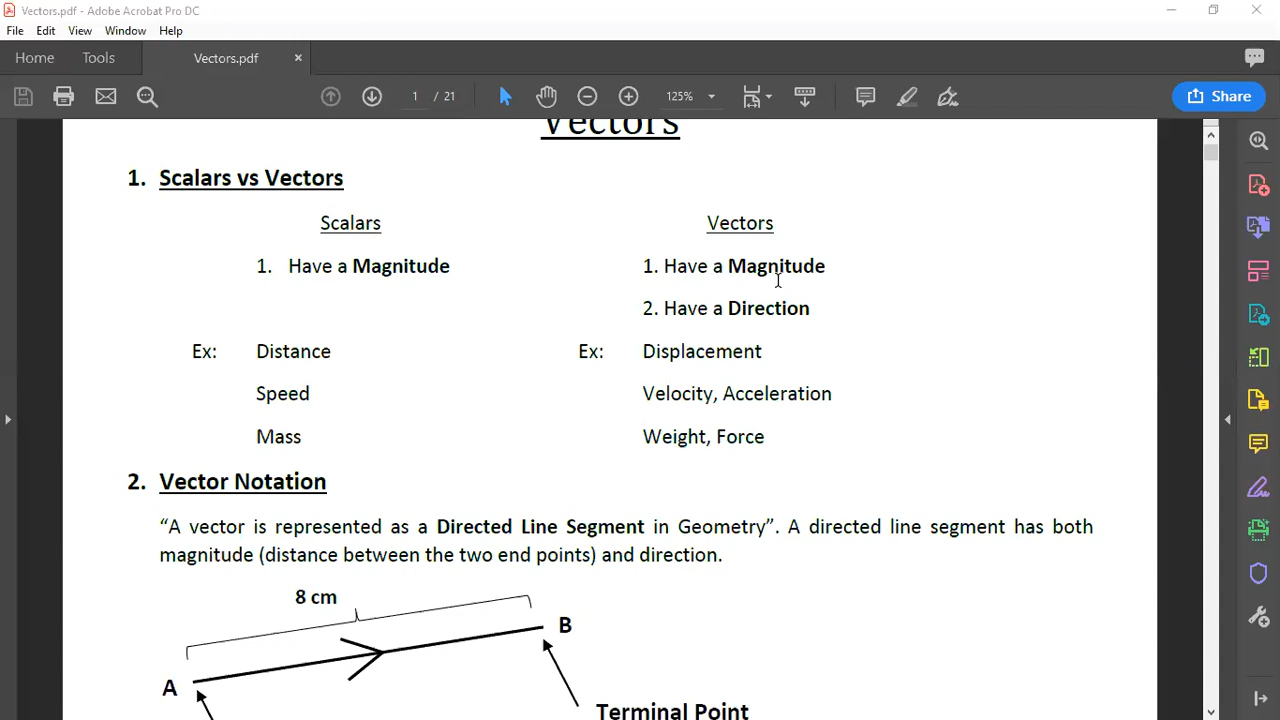 Vectors.pdf - Adobe Acrobat Pro DC
File Edit View Window Help
Home Tools Vectors.pdf ×
1 / 21 125% Share
Vectors
1. Scalars vs Vectors
Scalars Vectors
1. Have a Magnitude 1. Have a Magnitude
2. Have a Direction
Ex: Distance Ex: Displacement
Speed Velocity, Acceleration
Mass Weight, Force
2. Vector Notation
“A vector is represented as a Directed Line Segment in Geometry”. A directed line segment has both
magnitude (distance between the two end points) and direction.
8 cm
B
A
Terminal Point